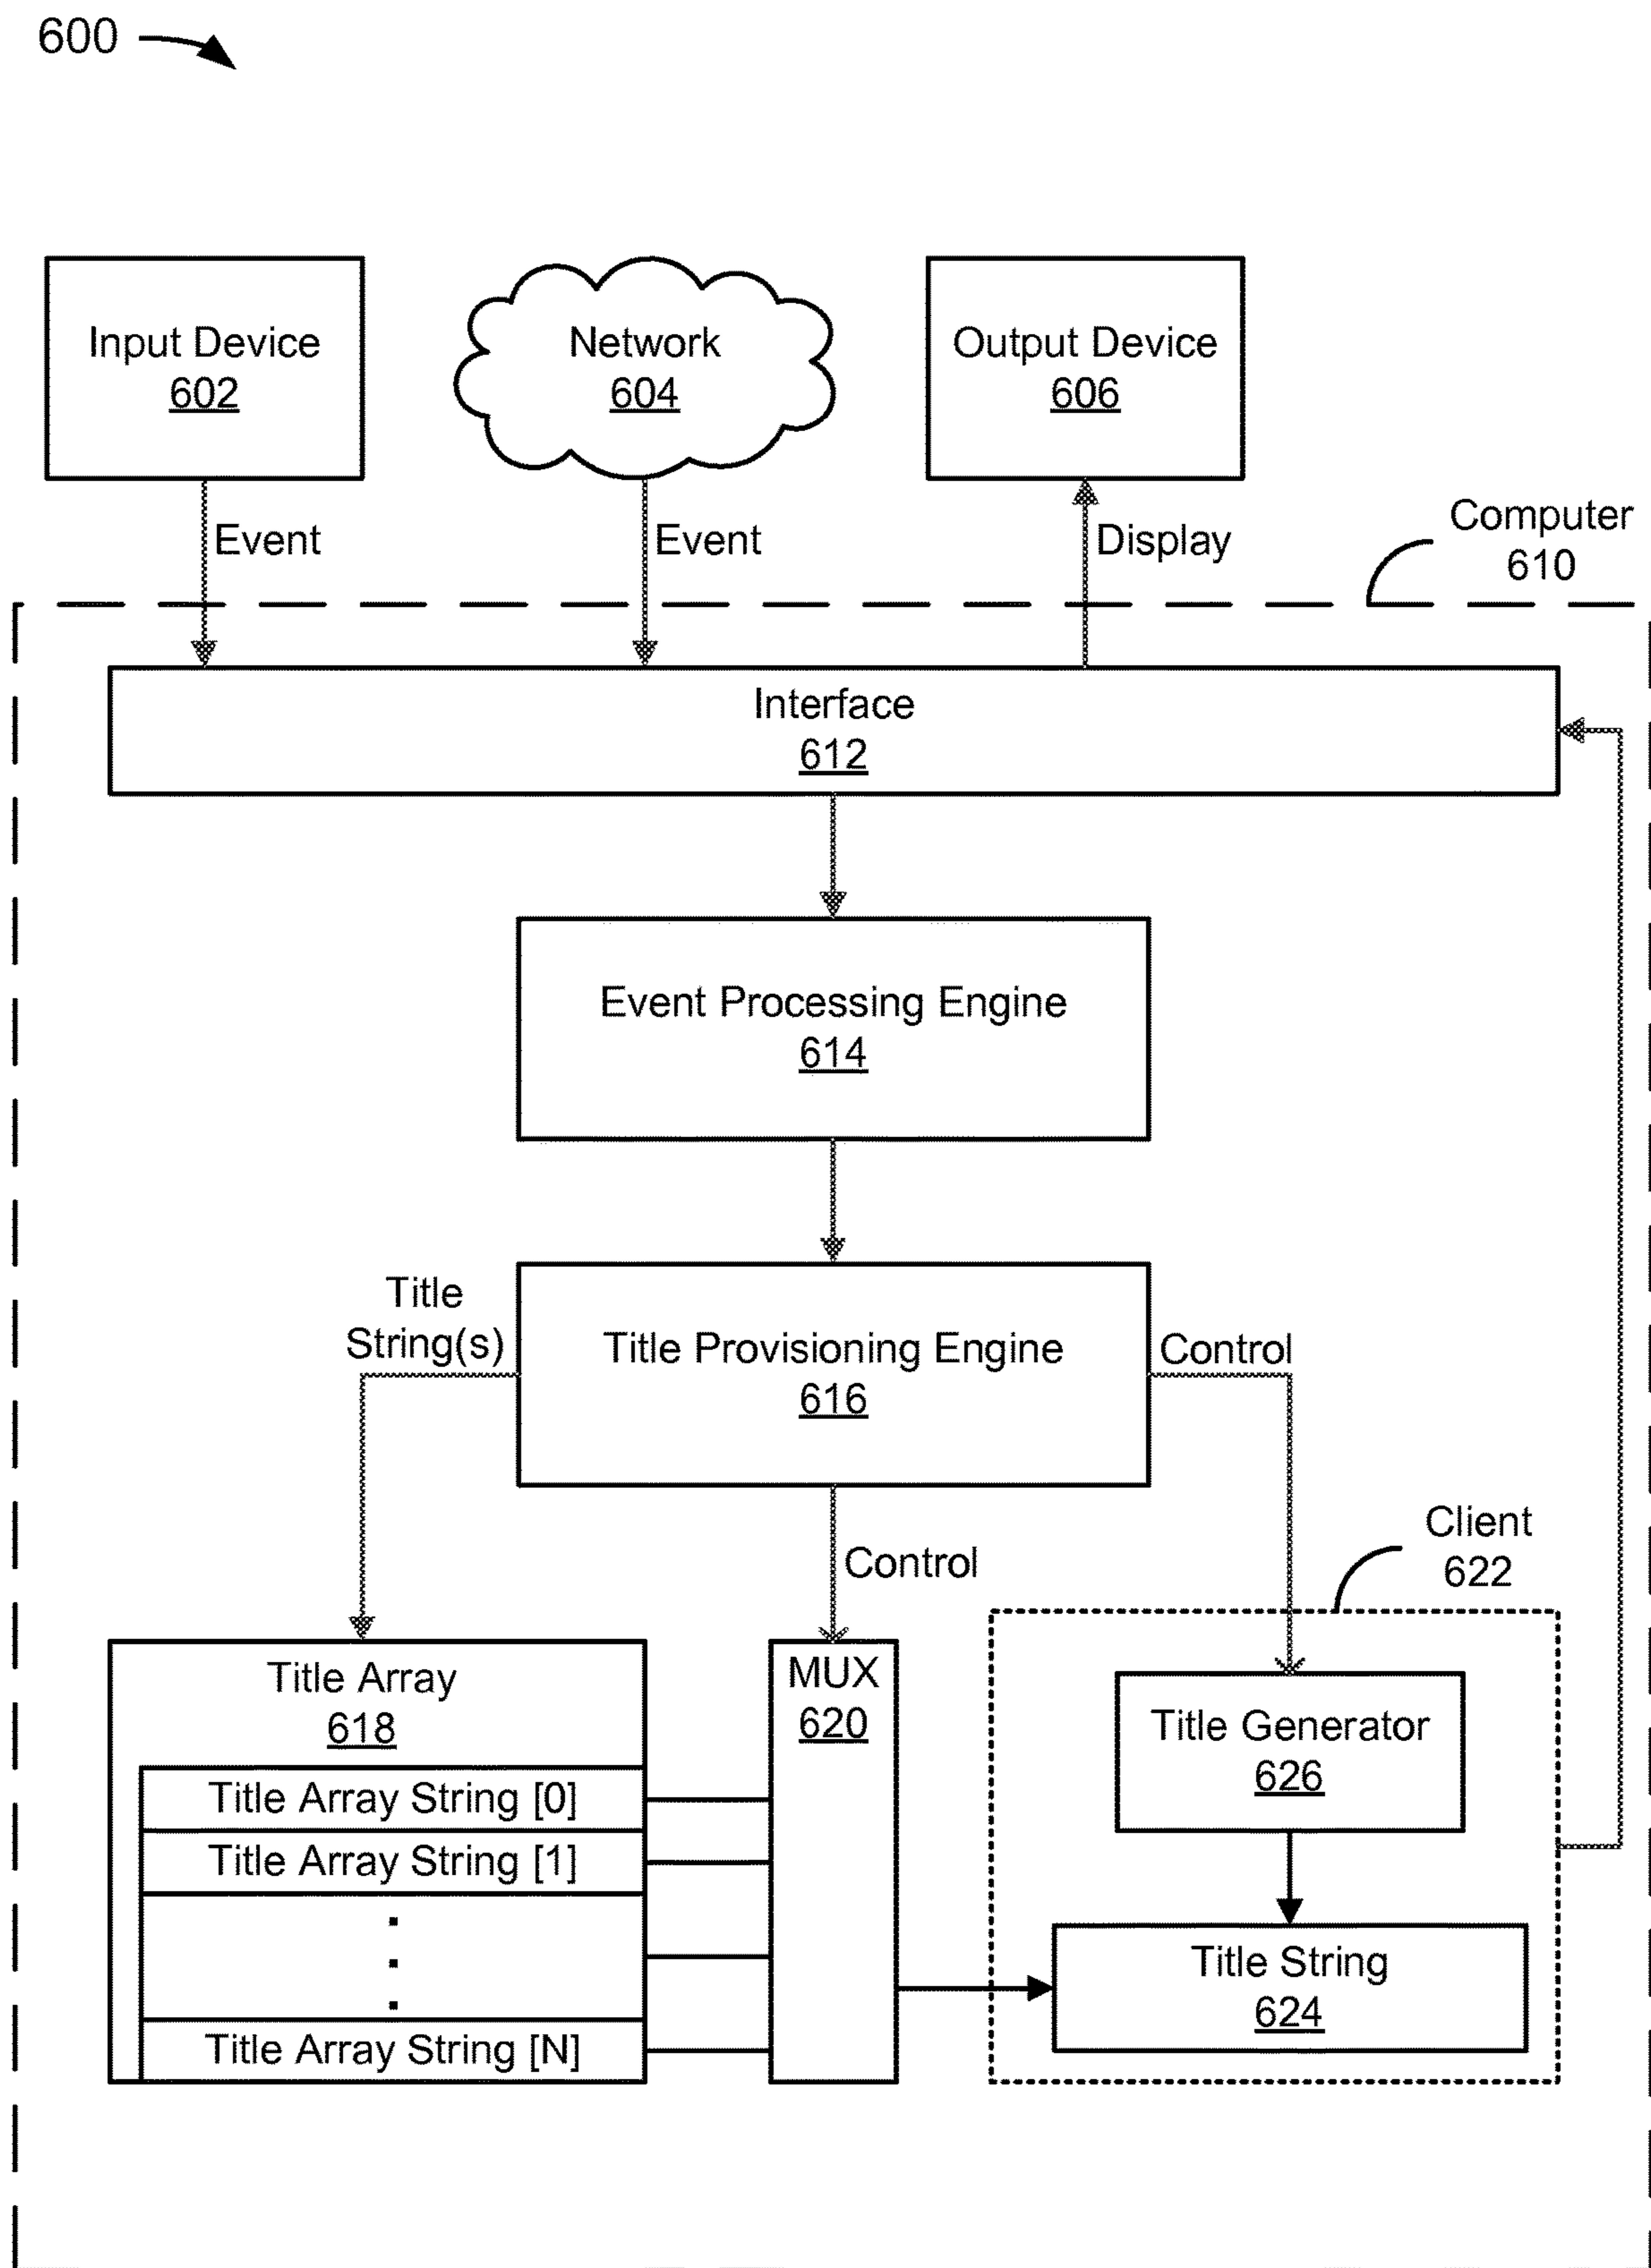 600
Input Device
602
Network
604
Output Device
606
Event
Event
Display
Computer
610
Interface
612
Event Processing Engine
614
Title
String(s)
Title Provisioning Engine
616
Control
Control
Client
622
Title Array
618
Title Array String [0]
Title Array String [1]
Title Array String [N]
MUX
620
Title Generator
626
Title String
624